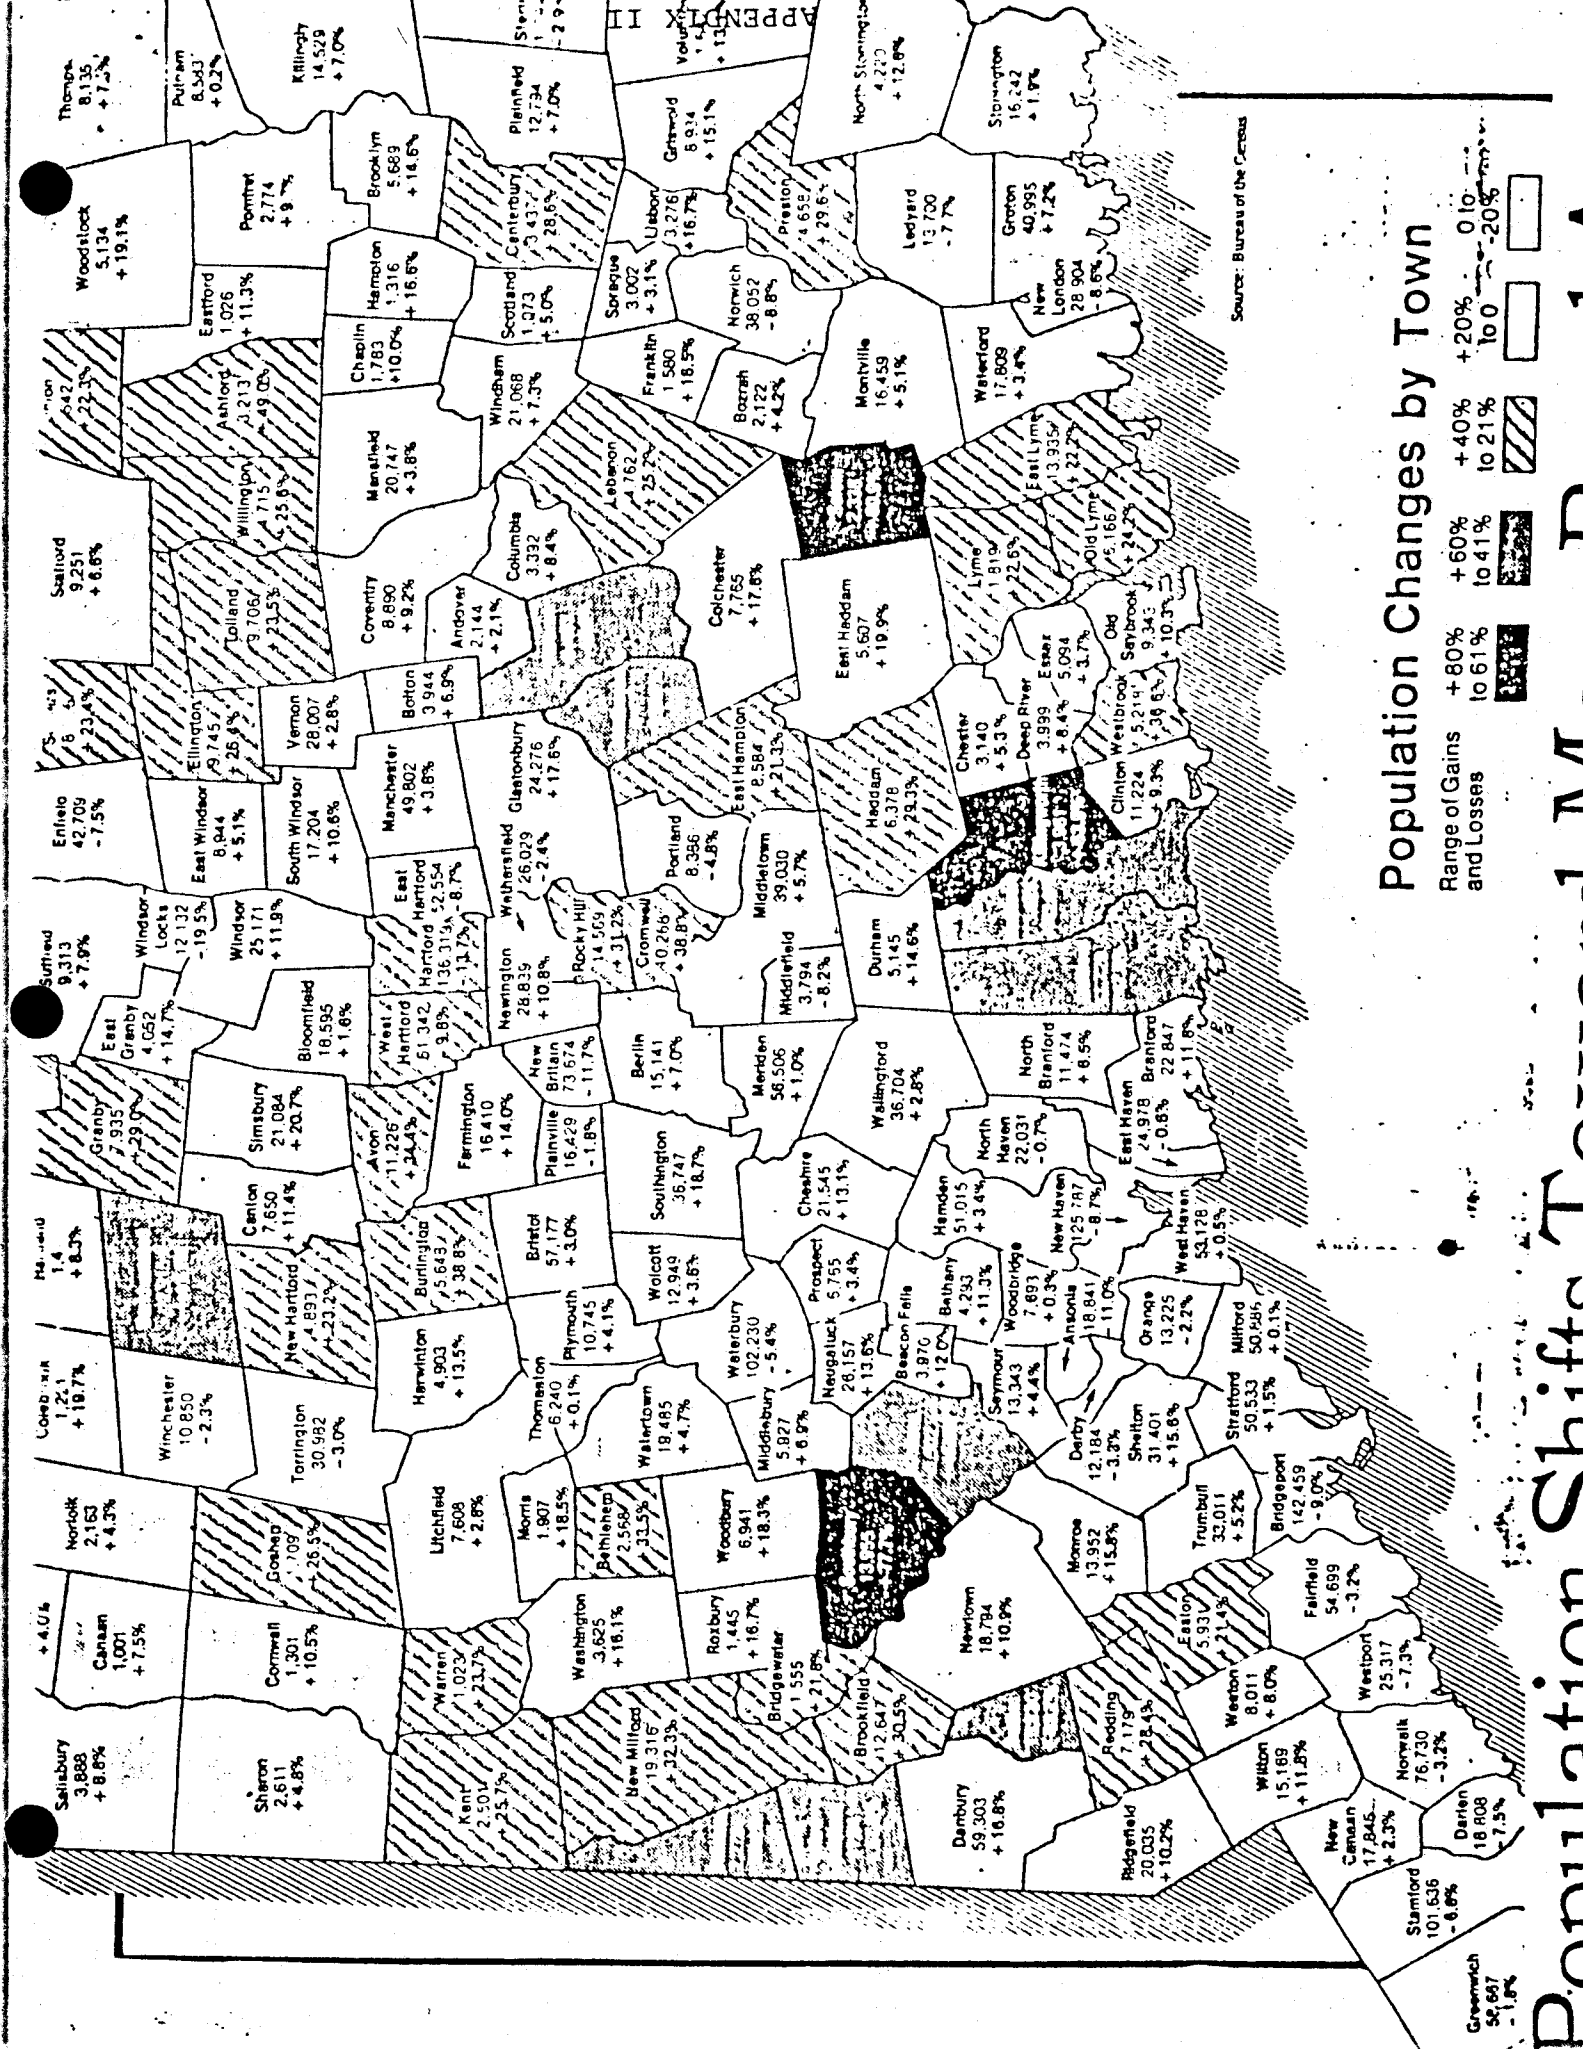 APPENDIX II
Salisbury
3,888
+ 8.8%
Canaan
1,001
+ 7.5%
Norfolk
2,163
+ 4.3%
+ 19.7%
+ 8.3%
Granby
7,935
+ 29.0%
East
Granby
4,052
+ 14.7%
Suffield
9,313
+ 7.9%
Windsor
Locks
12 132
- 19.5%
Enfield
42,709
- 7.5%
+ 23.4%
Stafford
9,251
+ 6.6%
+ 22.3%
Woodstock
5,134
+ 19.1%
8,135
Putnam
+ 0.2%
Killingly
14,529
+ 7.0%
Sharon
2,611
+ 4.8%
Cornwall
1,301
+ 10.5%
Goshen
+ 26.5%
Winchester
10 850
- 2.3%
Torrington
30,982
- 3.0%
New Hartford
4,893
+ 23.2%
Canton
7,650
+ 11.4%
Simsbury
21,084
+ 20.7%
Bloomfield
18,595
+ 1.6%
Windsor
25 171
+ 11.9%
East Windsor
8,944
+ 5.1%
South Windsor
17,204
+ 10.6%
Ellington
9,745
+ 26.4%
Vernon
28,007
+ 2.8%
Tolland
9,706
+ 23.5%
Willington
4,715
+ 25.6%
Ashford
3,213
+ 49.0%
Eastford
1,026
+ 11.3%
Pomfret
2,774
Brooklyn
5,689
+ 14.6%
Hampton
1,316
+ 16.6%
Chaplin
1,783
+10.0%
Mansfield
20,747
+ 3.8%
Coventry
8,890
+ 9.2%
Andover
2,144
+ 2.1%
Bolton
3 944
+ 6.9%
Manchester
49,802
+ 3.8%
East
Hartford
52,554
- 8.7%
Hartford
136,319
- 13.7%
West
Hartford
61,342
- 9.8%
Avon
11,226
Farmington
16 410
+ 14.0%
Burlington
5,643
+ 38.8%
Harwinton
4,903
+ 13.5%
Litchfield
7,608
+ 2.8%
Warren
1,023
+ 23.7%
Kent
2,501
+ 25.7%
Canterbury
3,437
+ 28.6%
Plainfield
12,794
+ 7.0%
Scotland
1,073
+ 5.0%
Windham
21,068
+ 7.3%
Columbia
3,332
+ 8.4%
Lebanon
4,762
+ 25.2%
Glastonbury
24,276
+ 17.6%
Wethersfield
26,029
- 2.4%
Newington
28,839
+ 10.8%
Rocky Hill
14,569
+ 31.2%
New
Britain
73,674
- 11.7%
Plainville
16,429
- 1.8%
Bristol
57,177
+ 3.0%
Plymouth
10,745
+ 4.1%
Thomaston
6,240
+ 0.1%
Morris
1,907
+ 18.5%
Bethlehem
2,568
+ 33.5%
Washington
3,625
+ 16.1%
New Milford
19,316
+ 32.3%
Watertown
19,485
+ 4.7%
Wolcott
12,949
+ 3.6%
Southington
36,747
+ 18.7%
Berlin
15,141
+ 7.0%
Cromwell
10,266
+ 38.8%
Portland
8,386
- 4.8%
East Hampton
8,584
+ 21.3%
Colchester
7,765
+ 17.8%
Franklin
1 580
+ 18.5%
Sprague
3,002
+ 3.1%
Lisbon
3,276
+ 16.7%
Griswold
8 934
+ 15.1%
Norwich
38,052
- 8.8%
Bozrah
2,122
+ 4.2%
Preston
4 658
+ 29.6%
North Stonington
+ 12.8%
Woodbury
6,941
+ 18.3%
Roxbury
1,445
+ 16.7%
Bridgewater
1 555
+ 21.8%
Brookfield
12,647
+ 30.5%
Middlebury
5,927
+ 6.9%
Waterbury
102,230
- 5.4%
Naugatuck
26,157
+ 13.6%
Prospect
6,765
+ 3.4%
Cheshire
21,545
+ 13.1%
Meriden
56,506
+ 1.0%
Middlefield
3,794
- 8.2%
Middletown
39,030
+ 5.7%
Durham
5,145
+ 14.6%
Haddam
6,378
+ 29.3%
East Haddam
5,607
+ 19.9%
Montville
16,459
+ 5.1%
Ledyard
13 700
- 7.7%
Groton
40,995
+ 7.2%
Stonington
16,242
+ 1.9%
New
London
28 904
- 8.6%
Waterford
17,809
+ 3.4%
East Lyme
13,935
+ 22.2%
Lyme
1,819
22.6%
Old Lyme
6,166
+ 24.2%
Old
Saybrook
9,343
+ 10.3%
Essex
5,094
+ 3.7%
Deep River
3,999
+ 8.4%
Chester
3,140
+ 5.3%
Westbrook
5,219
Clinton
11,224
+ 9.3%
Wallingford
36,704
+ 2.8%
North
Branford
11,474
+ 6.5%
Branford
22 847
+ 11.8%
East Haven
24,978
- 0.8%
North
Haven
22,031
- 0.7%
Hamden
51,015
+ 3.4%
New Haven
125 787
- 8.7%
West Haven
53,128
+ 0.5%
Bethany
4,293
+ 11.3%
Woodbridge
7,693
+ 0.3%
Beacon Falls
3,970
+ 12.0%
Seymour
13,343
+ 4.4%
Ansonia
18,841
- 11.0%
Orange
13,225
- 2.2%
Milford
+ 0.1%
Derby
12,184
- 3.3%
Shelton
31 401
+ 15.6%
Stratford
50,533
+ 1.5%
Newtown
18,794
+ 10.9%
Monroe
13,952
+ 15.8%
Trumbull
33,011
+ 5.2%
Bridgeport
142,459
- 9.0%
Easton
+ 21.4%
Fairfield
54,699
- 3.2%
Redding
7,179
+ 28.4%
Weston
8,011
+ 8.0%
Westport
25,317
- 7.3%
Danbury
59,303
+ 16.8%
Ridgefield
20,035
+ 10.2%
Wilton
15,169
+ 11.8%
Norwalk
76,730
- 3.2%
New
Canaan
17,845
+ 2.3%
Darien
18 808
- 7.5%
Stamford
101,636
- 6.8%
Greenwich
- 1.8%
Source: Bureau of the Census
Population Changes by Town
Range of Gains and Losses
+80% to 61%
+60% to 41%
+40% to 21%
+20% to 0
0 to -20%
Population Shifts Toward